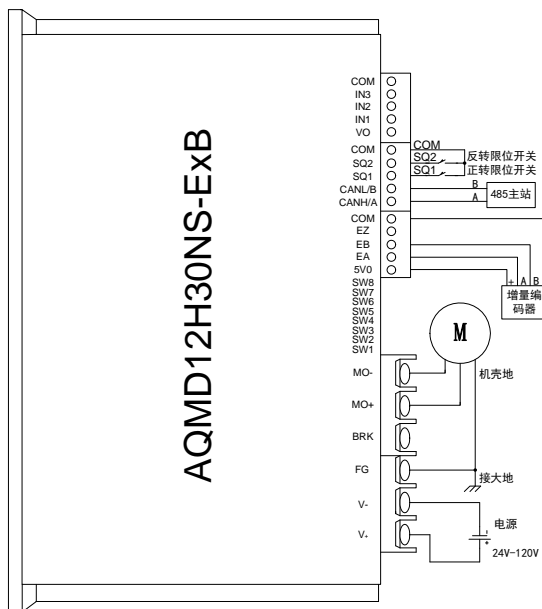 AQMD12H30NS-ExB
COM
IN3
IN2
IN1
VO
COM
SQ2
SQ1
CANL/B
CANH/A
COM
EZ
EB
EA
5V0
SW8
SW7
SW6
SW5
SW4
SW3
SW2
SW1
MO-
MO+
BRK
FG
V-
V+
COM
SQ2 反转限位开关
SQ1 正转限位开关
B
A
485主站
+ A B
增量编
码器
M
机壳地
接大地
电源
24V-120V